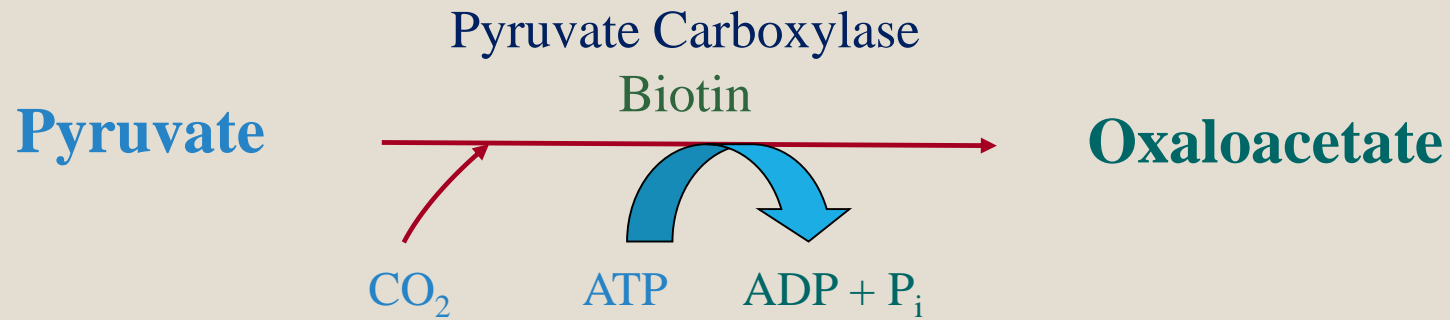 Pyruvate Carboxylase
Biotin
Pyruvate
Oxaloacetate
CO₂
ATP
ADP + Pᵢ